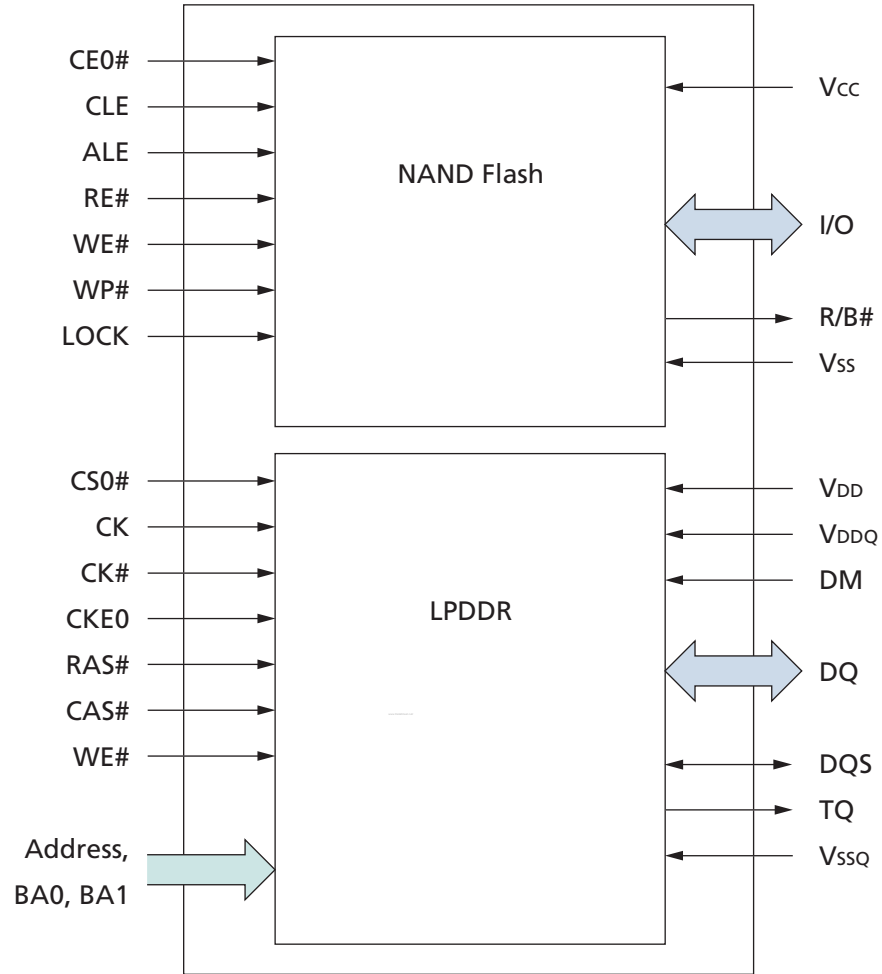 CE0#
CLE
ALE
RE#
WE#
WP#
LOCK
NAND Flash
Vcc
I/O
R/B#
Vss
CS0#
CK
CK#
CKE0
RAS#
CAS#
WE#
Address,
BA0, BA1
LPDDR
VDD
VDDQ
DM
DQ
DQS
TQ
VSSQ